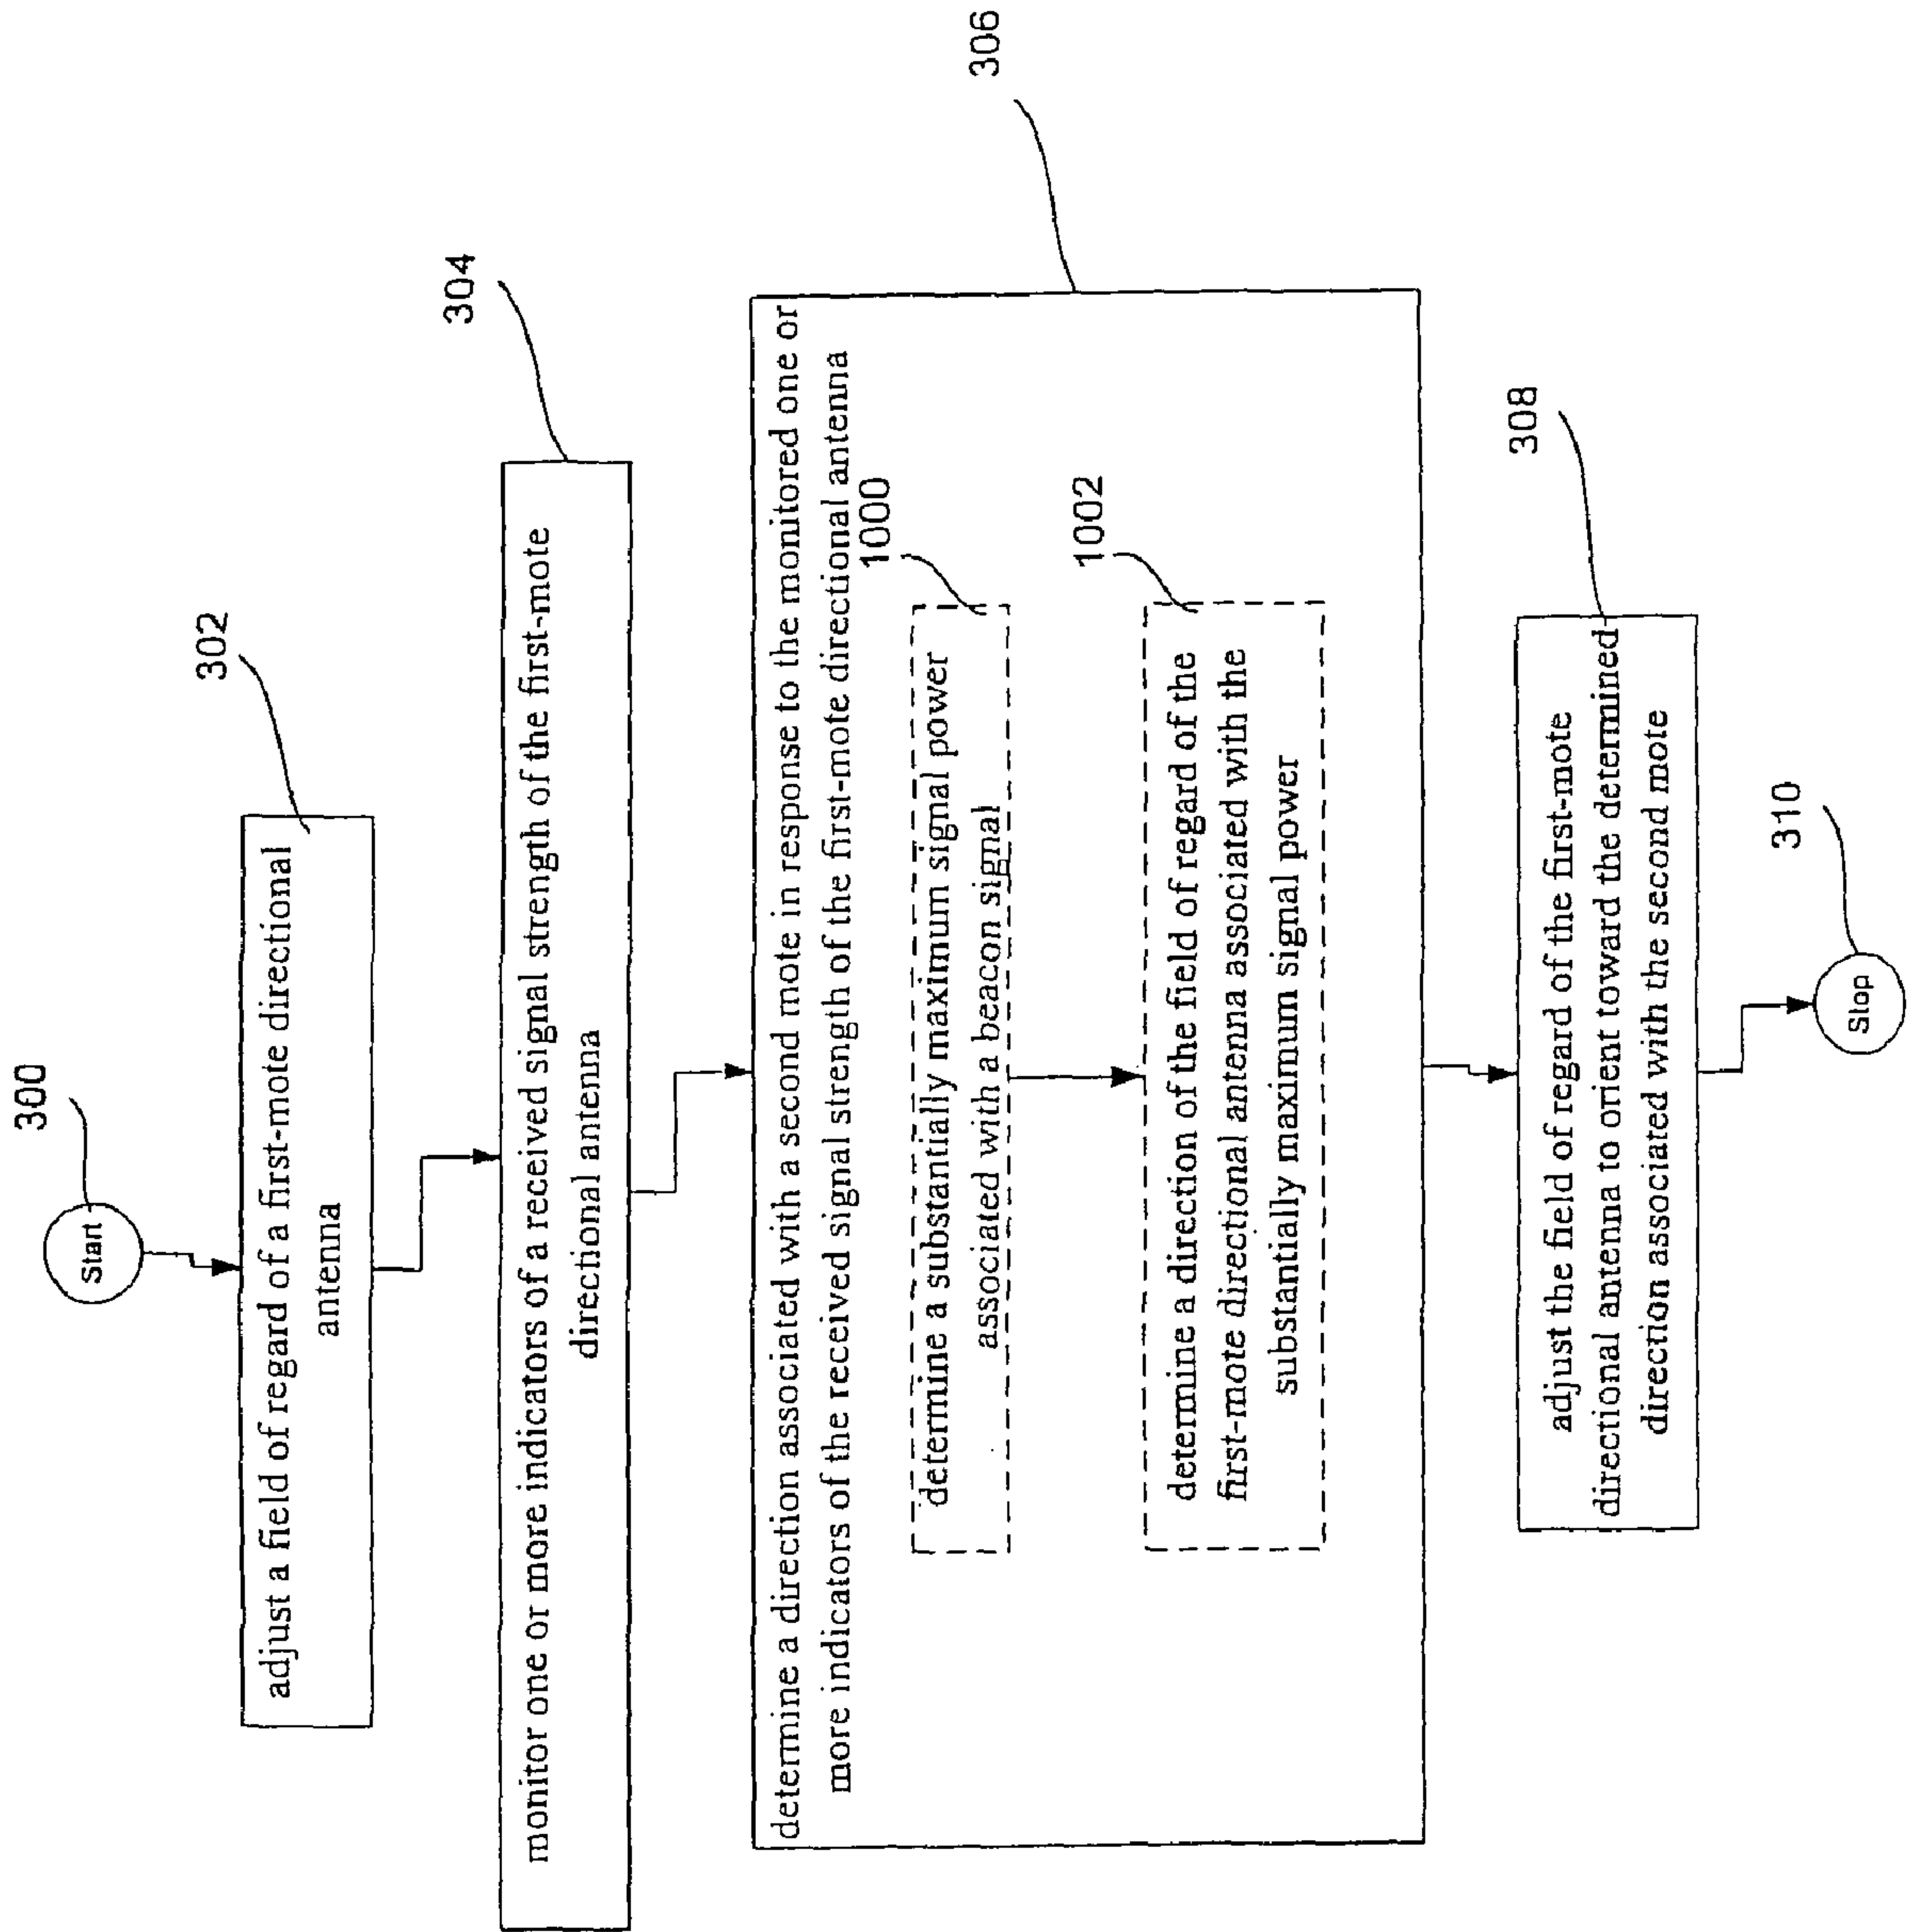 300
Start
302
adjust a field of regard of a first-mote directional
antenna
304
monitor one or more indicators of a received signal strength of the first-mote
directional antenna
306
determine a direction associated with a second mote in response to the monitored one or
more indicators of the received signal strength of the first-mote directional antenna
1000
determine a substantially maximum signal power
associated with a beacon signal
1002
determine a direction of the field of regard of the
first-mote directional antenna associated with the
substantially maximum signal power
308
adjust the field of regard of the first-mote
directional antenna to orient toward the determined
direction associated with the second mote
310
Stop